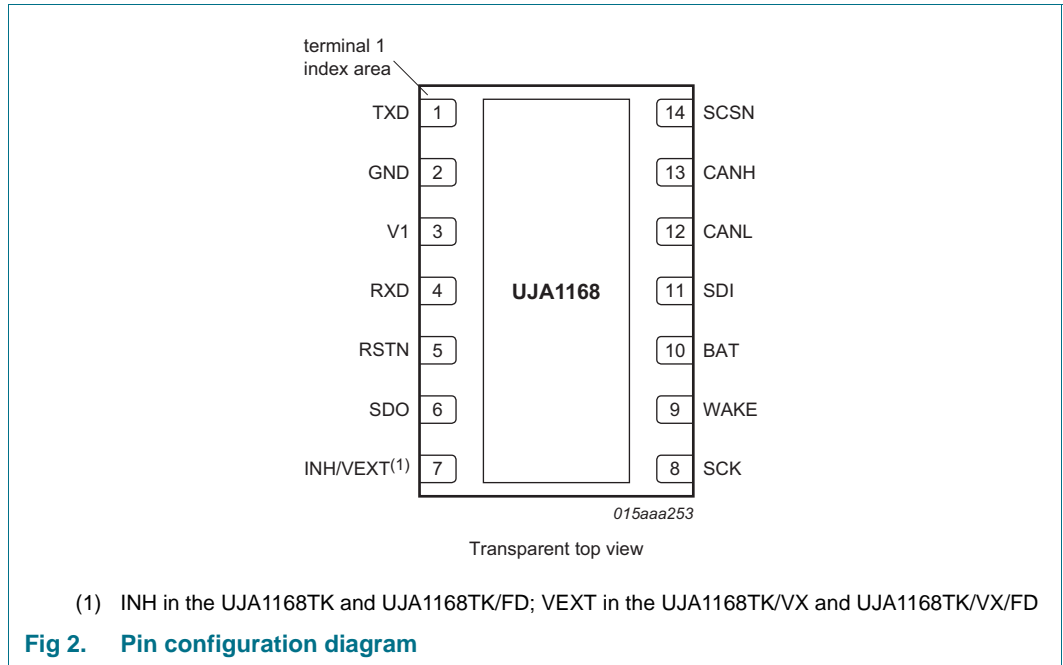 terminal 1
index area
TXD 1
14 SCSN
GND 2
13 CANH
V1 3
12 CANL
RXD 4
UJA1168
11 SDI
RSTN 5
10 BAT
SDO 6
9 WAKE
INH/VEXT(1) 7
8 SCK
015aaa253
Transparent top view
(1) INH in the UJA1168TK and UJA1168TK/FD; VEXT in the UJA1168TK/VX and UJA1168TK/VX/FD
Fig 2. Pin configuration diagram